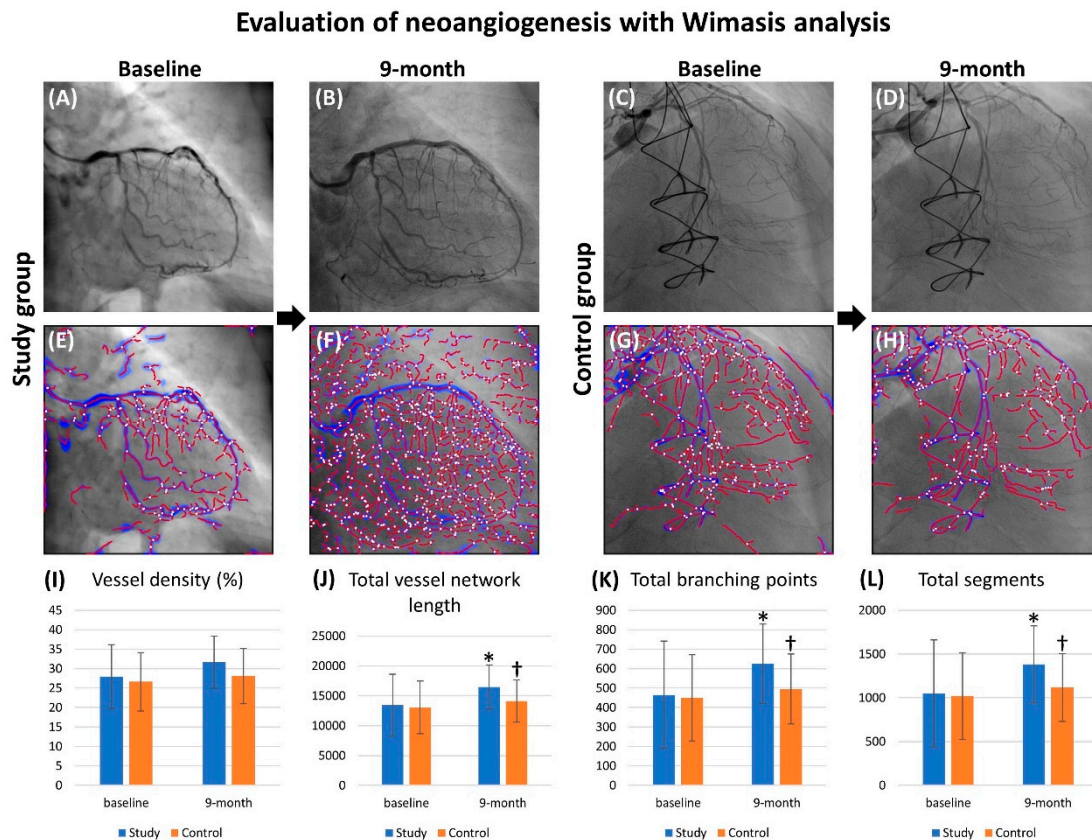 Evaluation of neoangiogenesis with Wimasis analysis
Baseline
9-month
Baseline
9-month
Study group
(A)
(B)
Control group
(C)
(D)
(E)
(F)
(G)
(H)
(I) Vessel density (%)
45
40
35
30
25
20
15
10
5
0
baseline
9-month
Study
Control
(J) Total vessel network
length
25000
20000
15000
10000
5000
0
*
†
baseline
9-month
Study
Control
(K) Total branching points
900
800
700
600
500
400
300
200
100
0
*
†
baseline
9-month
Study
Control
(L) Total segments
2000
1500
1000
500
0
*
†
baseline
9-month
Study
Control